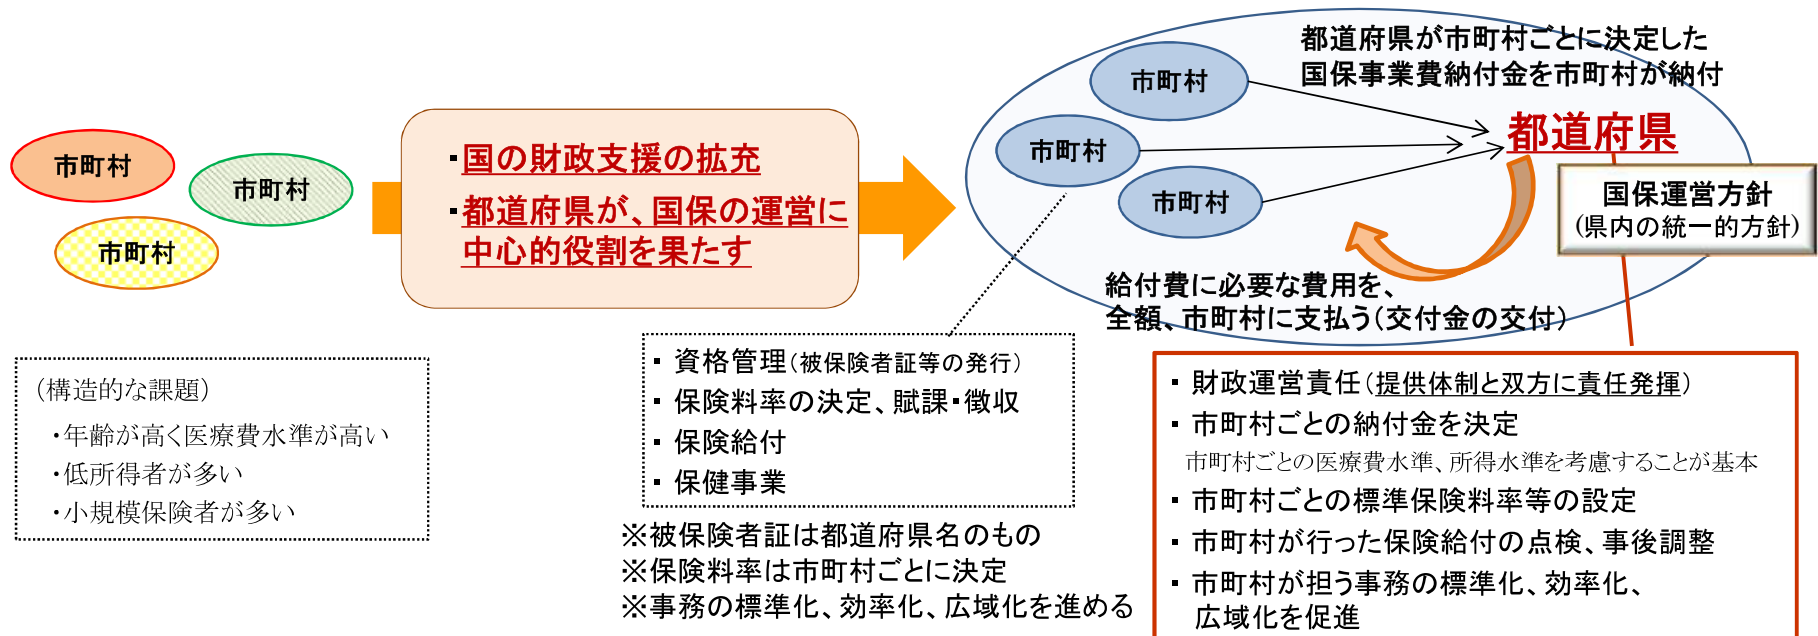 市町村
市町村
市町村
(構造的な課題)
・年齢が高く医療費水準が高い
・低所得者が多い
・小規模保険者が多い
・国の財政支援の拡充
・都道府県が、国保の運営に
中心的役割を果たす
市町村
市町村
市町村
都道府県が市町村ごとに決定した
国保事業費納付金を市町村が納付
都道府県
国保運営方針
(県内の統一的方針)
給付費に必要な費用を、
全額、市町村に支払う(交付金の交付)
・資格管理(被保険者証等の発行)
・保険料率の決定、賦課・徴収
・保険給付
・保健事業
※被保険者証は都道府県名のもの
※保険料率は市町村ごとに決定
※事務の標準化、効率化、広域化を進める
・財政運営責任(提供体制と双方に責任発揮)
・市町村ごとの納付金を決定
市町村ごとの医療費水準、所得水準を考慮することが基本
・市町村ごとの標準保険料率等の設定
・市町村が行った保険給付の点検、事後調整
・市町村が担う事務の標準化、効率化、
広域化を促進